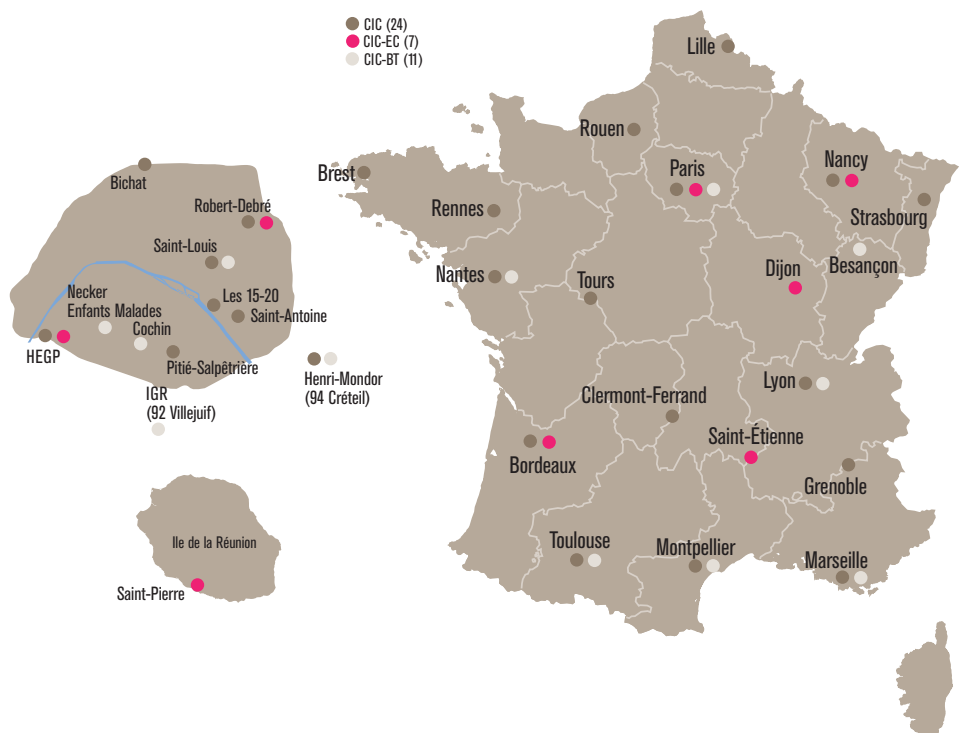 CIC (24)
CIC-EC (7)
CIC-BT (11)
Lille
Rouen
Paris
Nancy
Brest
Strasbourg
Rennes
Besançon
Nantes
Dijon
Tours
Lyon
Clermont-Ferrand
Saint-Étienne
Bordeaux
Grenoble
Toulouse
Montpellier
Marseille
Bichat
Robert-Debré
Saint-Louis
Necker
Enfants Malades
Les 15-20
Saint-Antoine
Cochin
HEGP
Pitié-Salpêtrière
Henri-Mondor
(94 Créteil)
IGR
(92 Villejuif)
Ile de la Réunion
Saint-Pierre